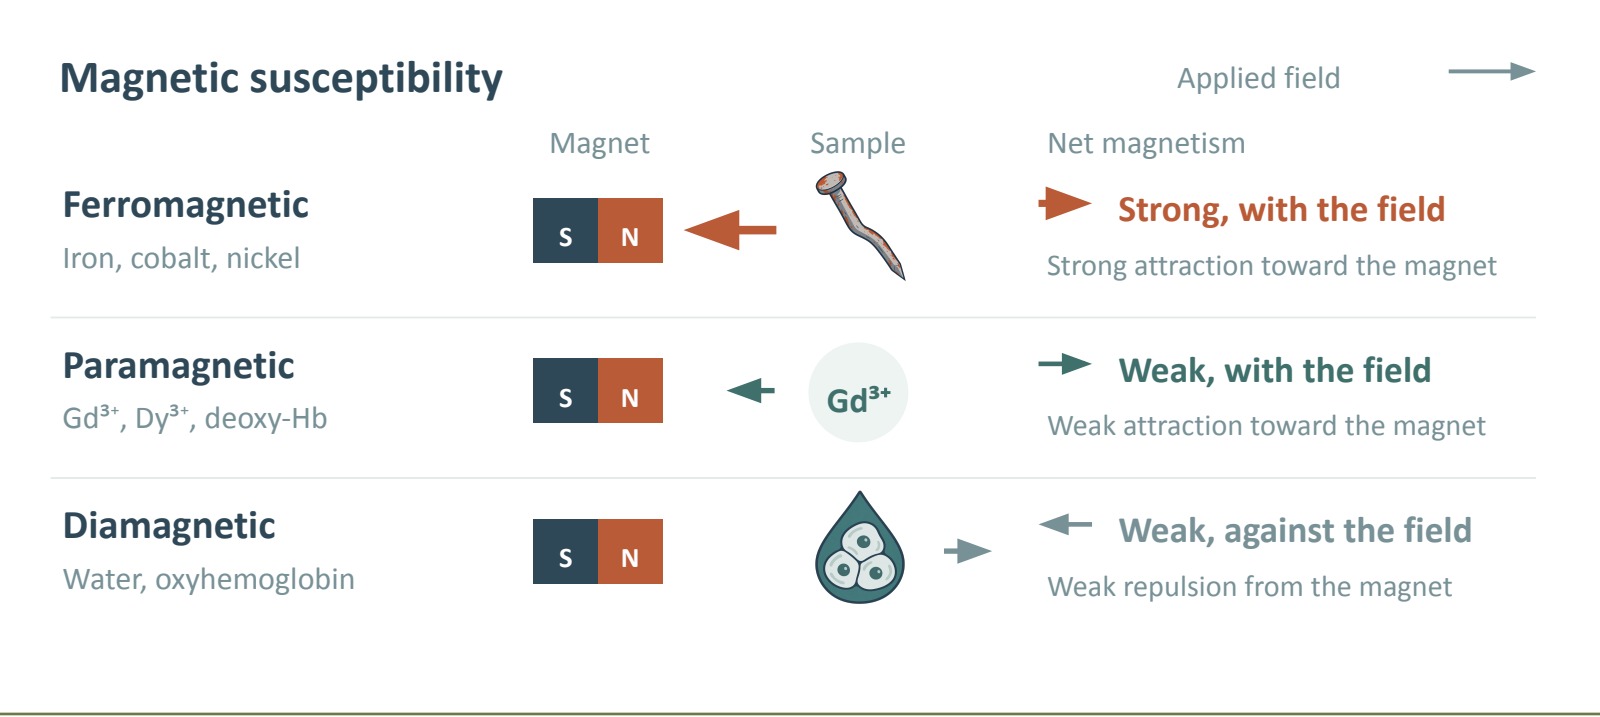 Magnetic susceptibility
Applied field
Magnet
Sample
Net magnetism
Ferromagnetic
Iron, cobalt, nickel
S N
Strong, with the field
Strong attraction toward the magnet
Paramagnetic
Gd³⁺, Dy³⁺, deoxy-Hb
S N
Gd³⁺
Weak, with the field
Weak attraction toward the magnet
Diamagnetic
Water, oxyhemoglobin
S N
Weak, against the field
Weak repulsion from the magnet